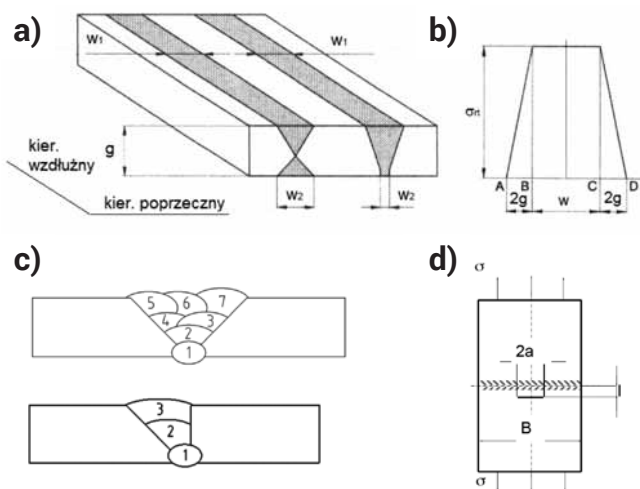 a)
w₁
w₁
g
kier.
wzdłużny
kier. poprzeczny
w₂
w₂
b)
σrt
A B C D
2g w 2g
c)
5 6 7
4 3
2
1
3
2
1
d)
σ
2a
l
B
σ